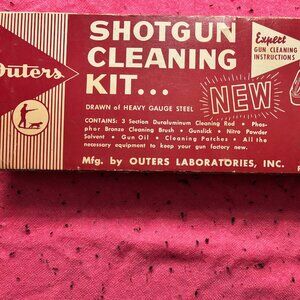 Outers
SHOTGUN
CLEANING
KIT...
DRAWN of HEAVY GAUGE STEEL
CONTAINS: 3 Section Duraluminum Cleaning Rod • Phos-
phor Bronze Cleaning Brush • Gunslick • Nitro Powder
Solvent • Gun Oil • Cleaning Patches • All the
necessary equipment to keep your gun factory new.
Mfg. by OUTERS LABORATORIES, INC.
Expert
GUN CLEANING
INSTRUCTIONS
NEW